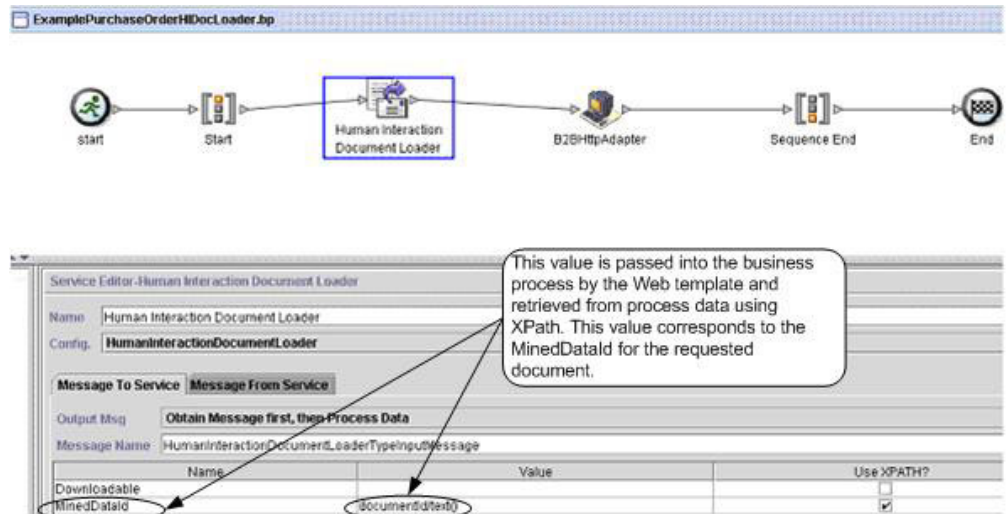 ExamplePurchaseOrderHIDocLoader.bp
start
Start
Human Interaction
Document Loader
B2BHttpAdapter
Sequence End
End
This value is passed into the business
process by the Web template and
retrieved from process data using
XPath. This value corresponds to the
MinedDataId for the requested
document.
Service Editor-Human Interaction Document Loader
Name Human Interaction Document Loader
Config. HumanInteractionDocumentLoader
Message To Service Message From Service
Output Msg Obtain Message first, then Process Data
Message Name HumanInteractionDocumentLoaderTypeInputMessage
Name Value Use XPATH?
Downloadable
MinedDataId documentId/text()